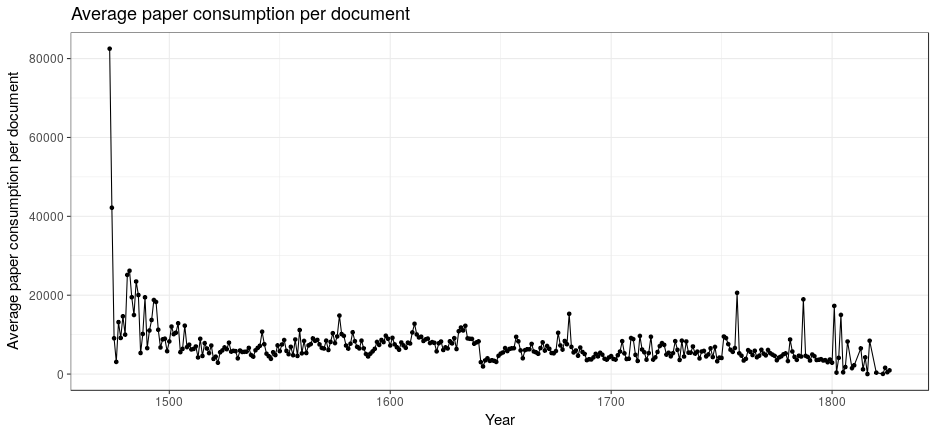 Average paper consumption per document
Average paper consumption per document
80000
60000
40000
20000
0
1500 1600 1700 1800
Year